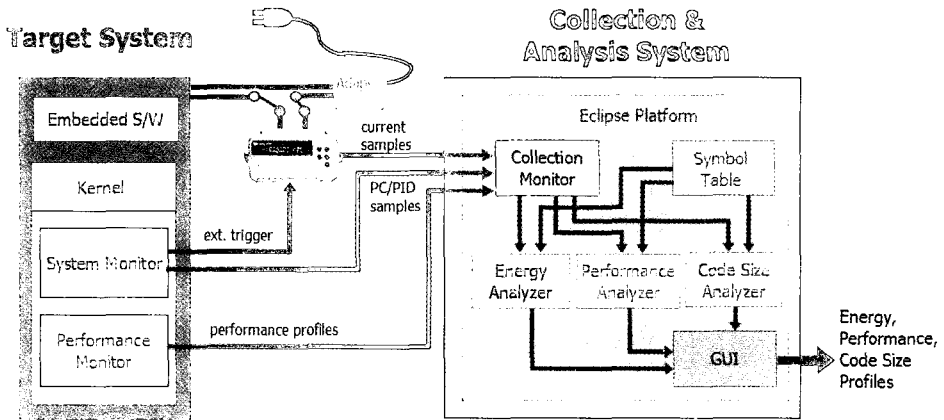 Target System
Collection &
Analysis System
Embedded S/W
Kernel
System Monitor
Performance
Monitor
ext. trigger
current
samples
PC/PID
samples
performance profiles
Eclipse Platform
Collection
Monitor
Symbol
Table
Energy
Analyzer
Performance
Analyzer
Code Size
Analyzer
GUI
Energy,
Performance,
Code Size
Profiles